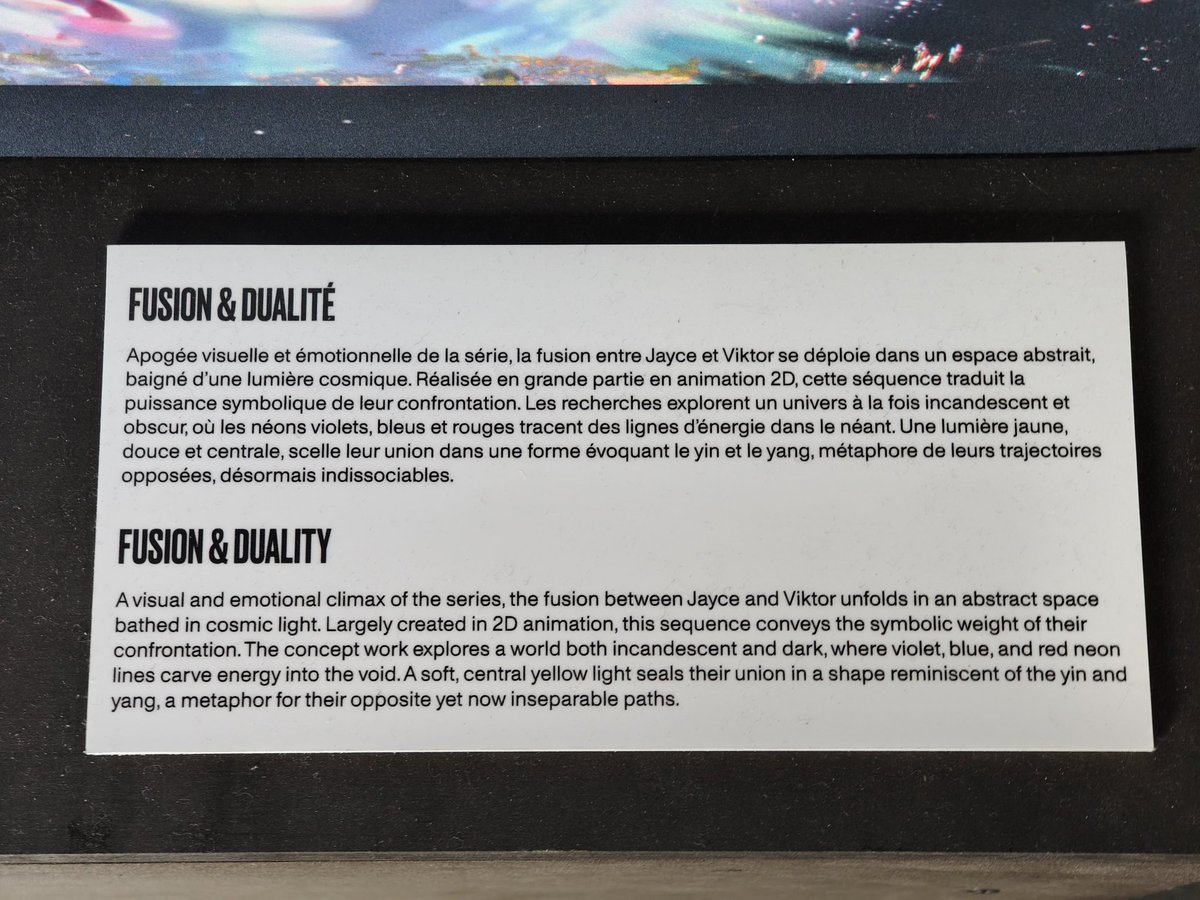 FUSION & DUALITÉ
Apogée visuelle et émotionnelle de la série, la fusion entre Jayce et Viktor se déploie dans un espace abstrait,
baigné d'une lumière cosmique. Réalisée en grande partie en animation 2D, cette séquence traduit la
puissance symbolique de leur confrontation. Les recherches explorent un univers à la fois incandescent et
obscur, où les néons violets, bleus et rouges tracent des lignes d'énergie dans le néant. Une lumière jaune,
douce et centrale, scelle leur union dans une forme évoquant le yin et le yang, métaphore de leurs trajectoires
opposées, désormais indissociables.
FUSION & DUALITY
A visual and emotional climax of the series, the fusion between Jayce and Viktor unfolds in an abstract space
bathed in cosmic light. Largely created in 2D animation, this sequence conveys the symbolic weight of their
confrontation. The concept work explores a world both incandescent and dark, where violet, blue, and red neon
lines carve energy into the void. A soft, central yellow light seals their union in a shape reminiscent of the yin and
yang, a metaphor for their opposite yet now inseparable paths.